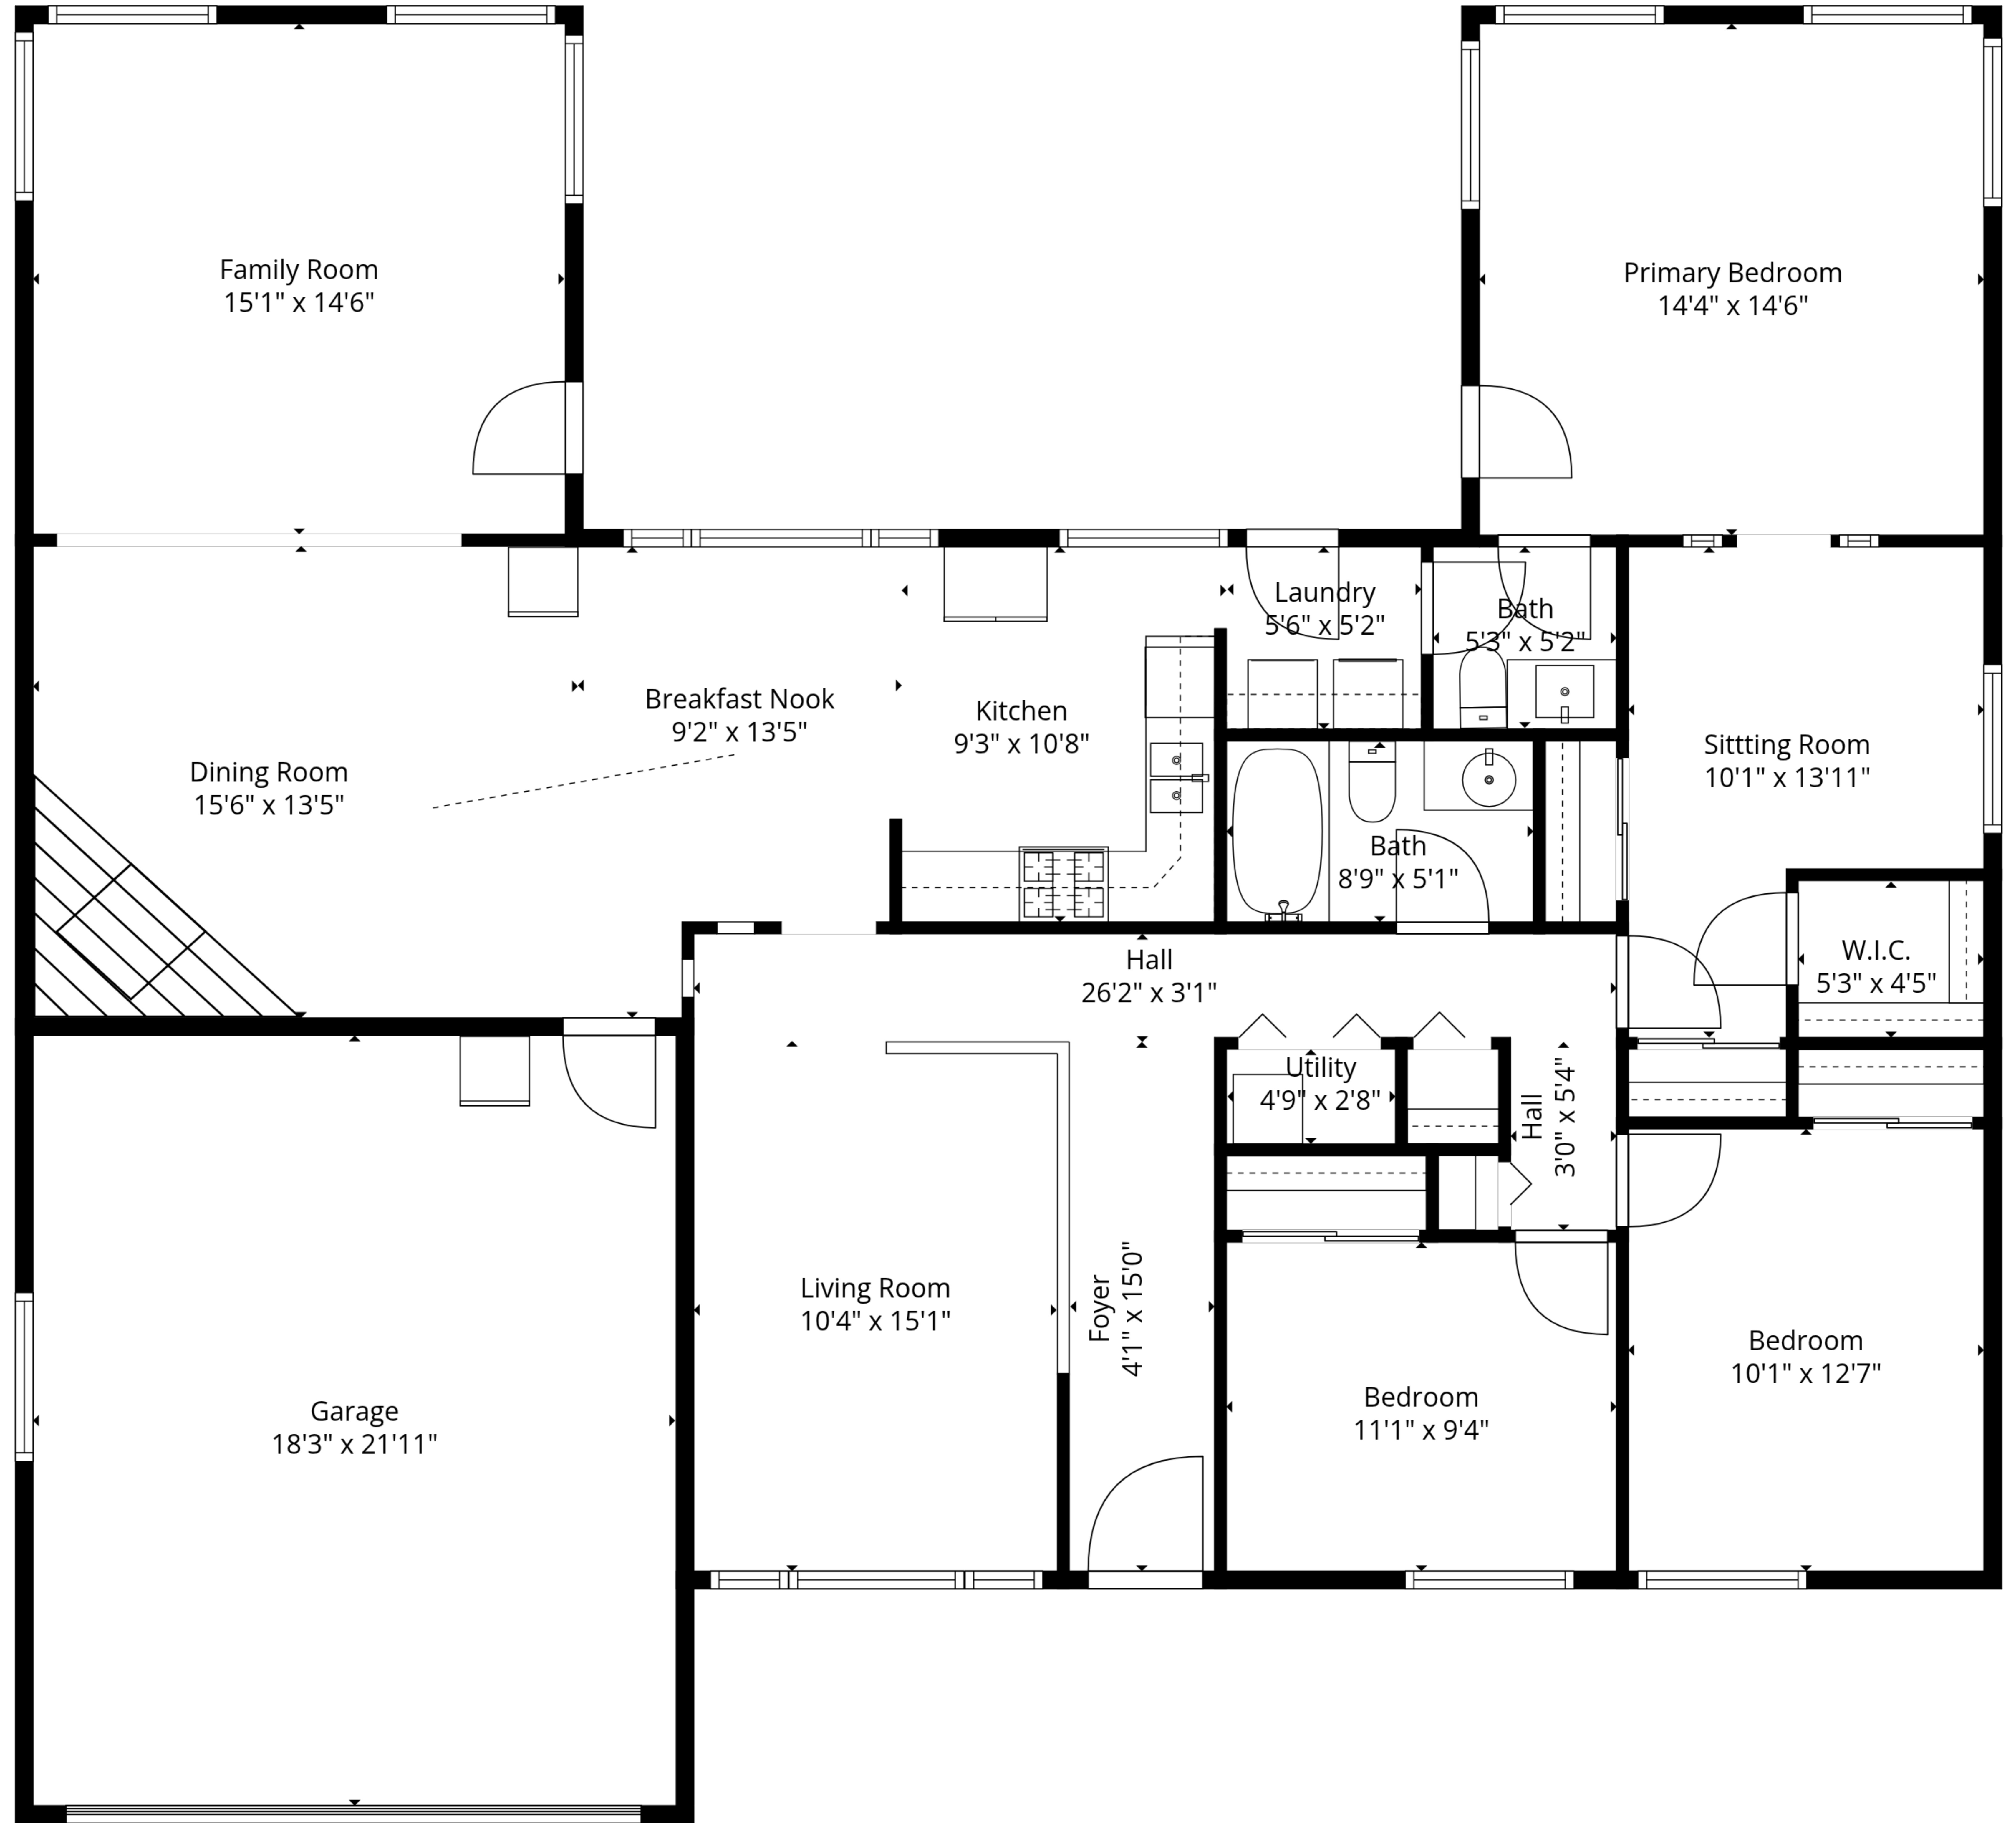 Family Room
15'1" x 14'6"
Primary Bedroom
14'4" x 14'6"
Laundry
5'6" x 5'2"
Bath
5'3" x 5'2"
Breakfast Nook
9'2" x 13'5"
Kitchen
9'3" x 10'8"
Sittting Room
10'1" x 13'11"
Dining Room
15'6" x 13'5"
Bath
8'9" x 5'1"
Hall
26'2" x 3'1"
W.I.C.
5'3" x 4'5"
Utility
4'9" x 2'8"
Hall
3'0" x 5'4"
Living Room
10'4" x 15'1"
Foyer
4'1" x 15'0"
Bedroom
10'1" x 12'7"
Bedroom
11'1" x 9'4"
Garage
18'3" x 21'11"